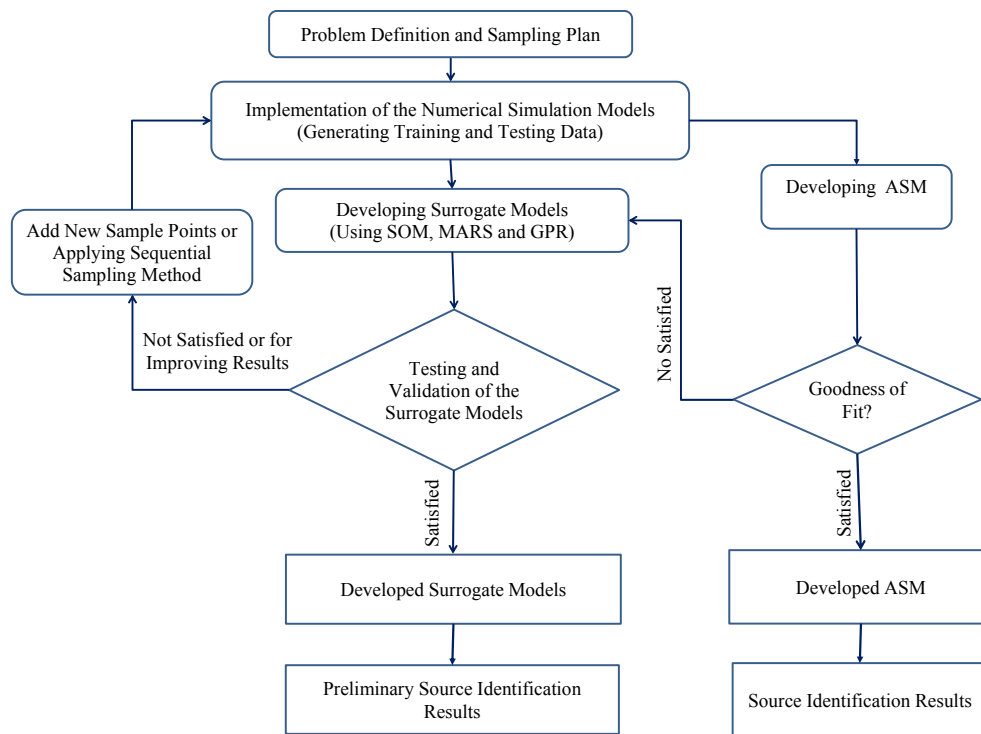 Problem Definition and Sampling Plan
Implementation of the Numerical Simulation Models
(Generating Training and Testing Data)
Developing ASM
Developing Surrogate Models
(Using SOM, MARS and GPR)
Add New Sample Points or
Applying Sequential
Sampling Method
Not Satisfied or for
Improving Results
Testing and
Validation of the
Surrogate Models
No Satisfied
Goodness of
Fit?
Satisfied
Satisfied
Developed Surrogate Models
Developed ASM
Preliminary Source Identification
Results
Source Identification Results